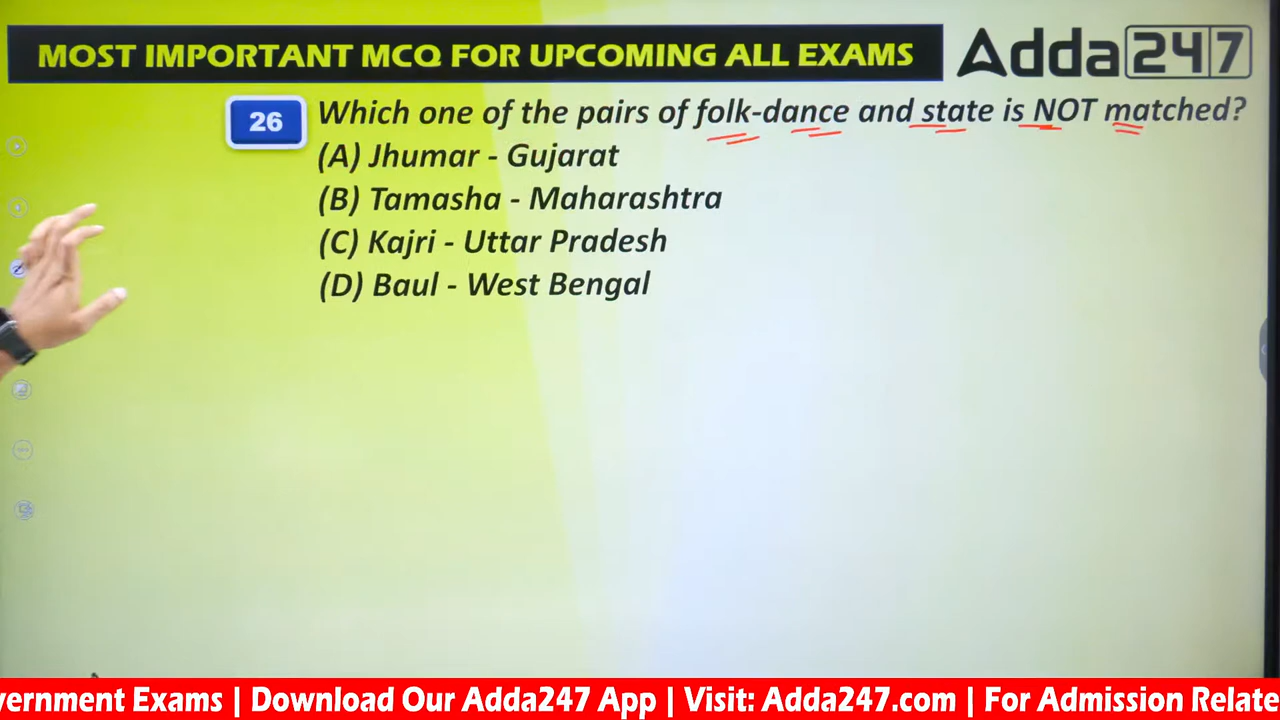 MOST IMPORTANT MCQ FOR UPCOMING ALL EXAMS
Adda247
26 Which one of the pairs of folk-dance and state is NOT matched?
(A) Jhumar - Gujarat
(B) Tamasha - Maharashtra
(C) Kajri - Uttar Pradesh
(D) Baul - West Bengal
vernment Exams | Download Our Adda247 App | Visit: Adda247.com | For Admission Relate